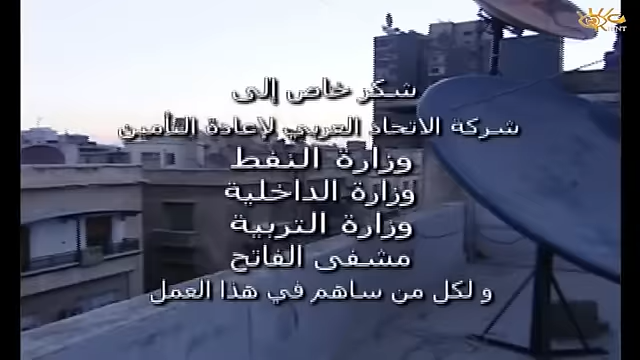 شكر خاص إلى
شركة الاتحاد العربي لإعادة التأمين
وزارة النفط
وزارة الداخلية
وزارة التربية
مشفى الفاتح
و لكل من ساهم في هذا العمل